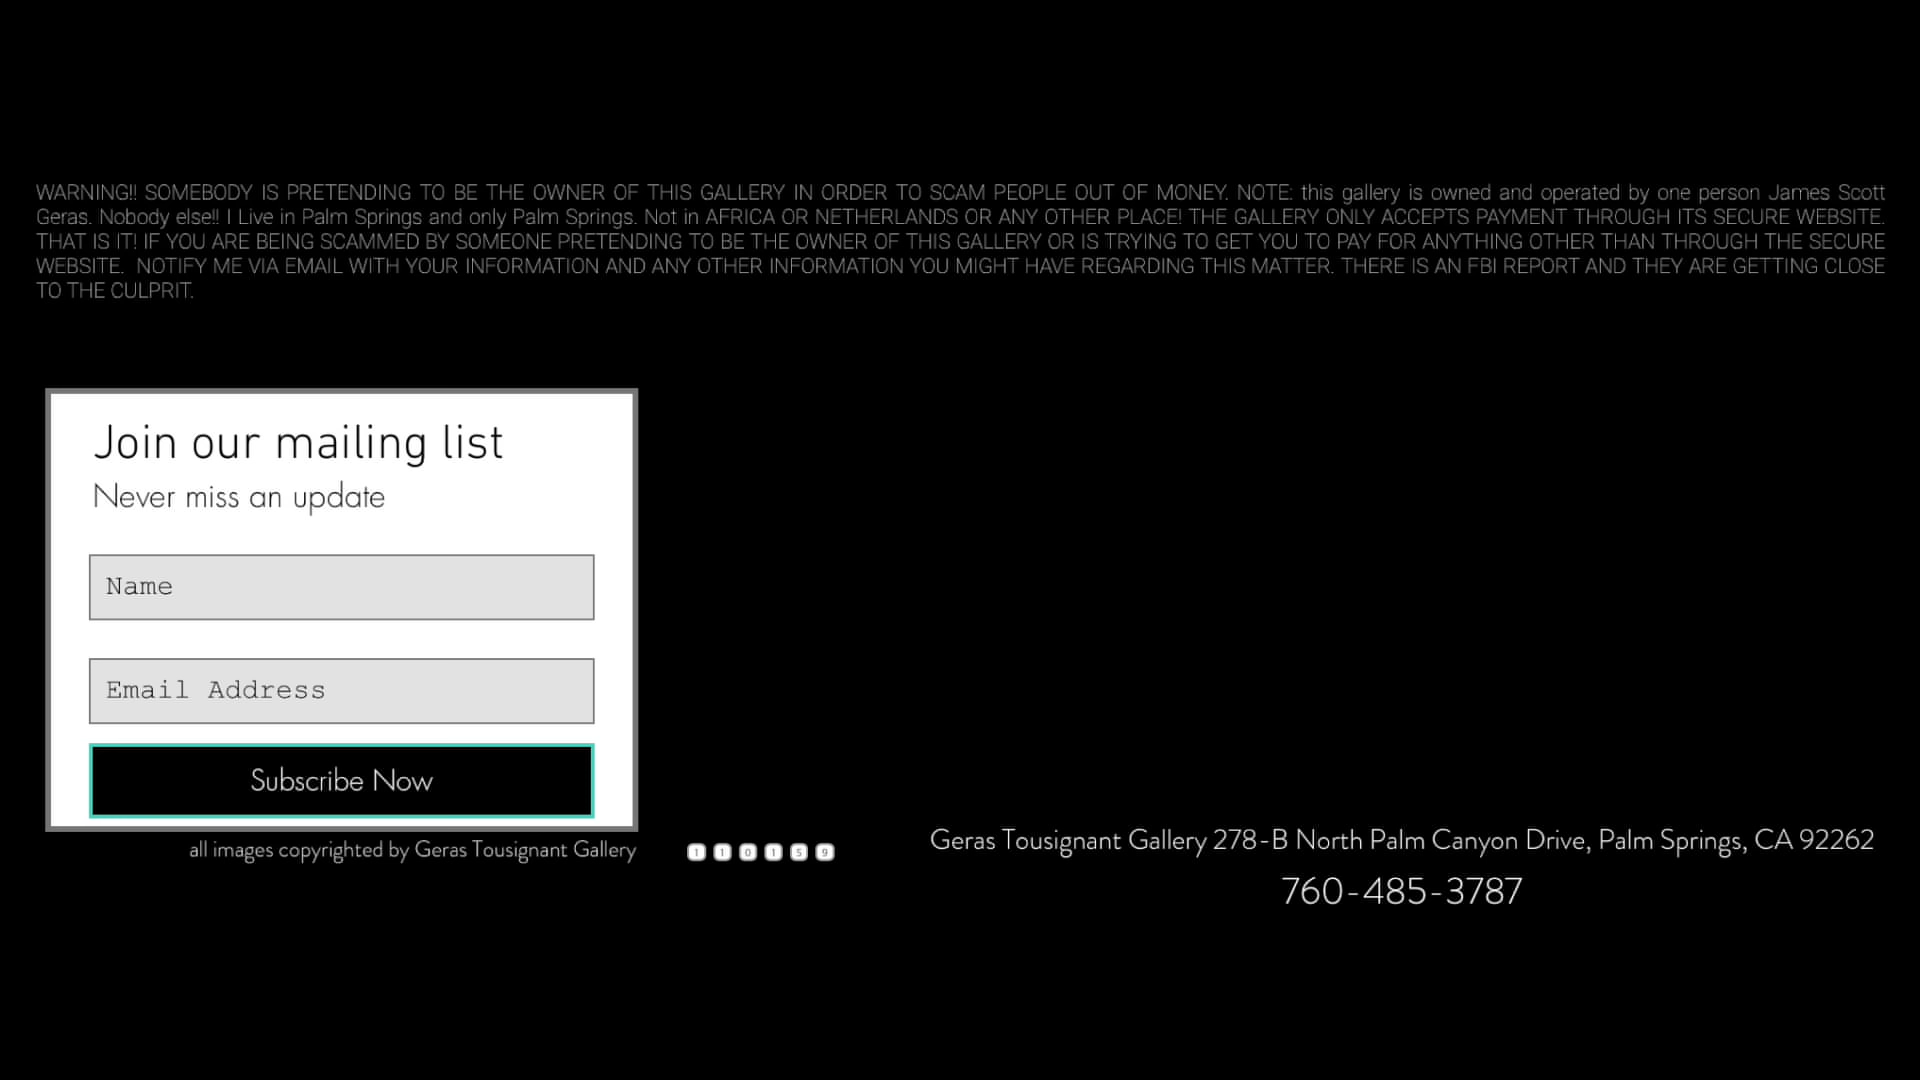 WARNING!! SOMEBODY IS PRETENDING TO BE THE OWNER OF THIS GALLERY IN ORDER TO SCAM PEOPLE OUT OF MONEY. NOTE: this gallery is owned and operated by one person James Scott
Geras. Nobody else!! I Live in Palm Springs and only Palm Springs. Not in AFRICA OR NETHERLANDS OR ANY OTHER PLACE! THE GALLERY ONLY ACCEPTS PAYMENT THROUGH ITS SECURE WEBSITE.
THAT IS IT! IF YOU ARE BEING SCAMMED BY SOMEONE PRETENDING TO BE THE OWNER OF THIS GALLERY OR IS TRYING TO GET YOU TO PAY FOR ANYTHING OTHER THAN THROUGH THE SECURE
WEBSITE. NOTIFY ME VIA EMAIL WITH YOUR INFORMATION AND ANY OTHER INFORMATION YOU MIGHT HAVE REGARDING THIS MATTER. THERE IS AN FBI REPORT AND THEY ARE GETTING CLOSE
TO THE CULPRIT.
Join our mailing list
Never miss an update
Name
Email Address
Subscribe Now
all images copyrighted by Geras Tousignant Gallery
1 1 0 1 5 9
Geras Tousignant Gallery 278-B North Palm Canyon Drive, Palm Springs, CA 92262
760-485-3787